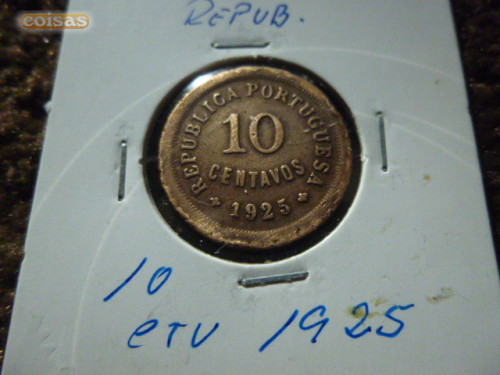 coisas
REPUB.
REPUBLICA PORTUGUESA
10
CENTAVOS
1925
10
CTV 1925